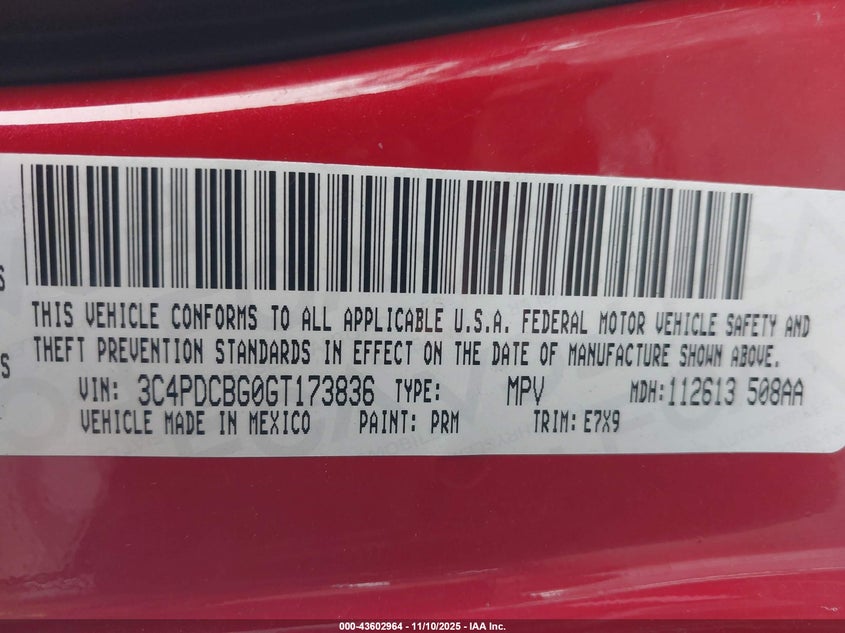 S
THIS VEHICLE CONFORMS TO ALL APPLICABLE U.S.A. FEDERAL MOTOR VEHICLE SAFETY AND
S THEFT PREVENTION STANDARDS IN EFFECT ON THE DATE OF MANUFACTURE SHOWN ABOVE.
VIN: 3C4PDCBG0GT173836 TYPE: MPV MDH:112613 508AA
VEHICLE MADE IN MEXICO PAINT: PRM TRIM: E7X9
000-43602964 - 11/10/2025 - IAA Inc.